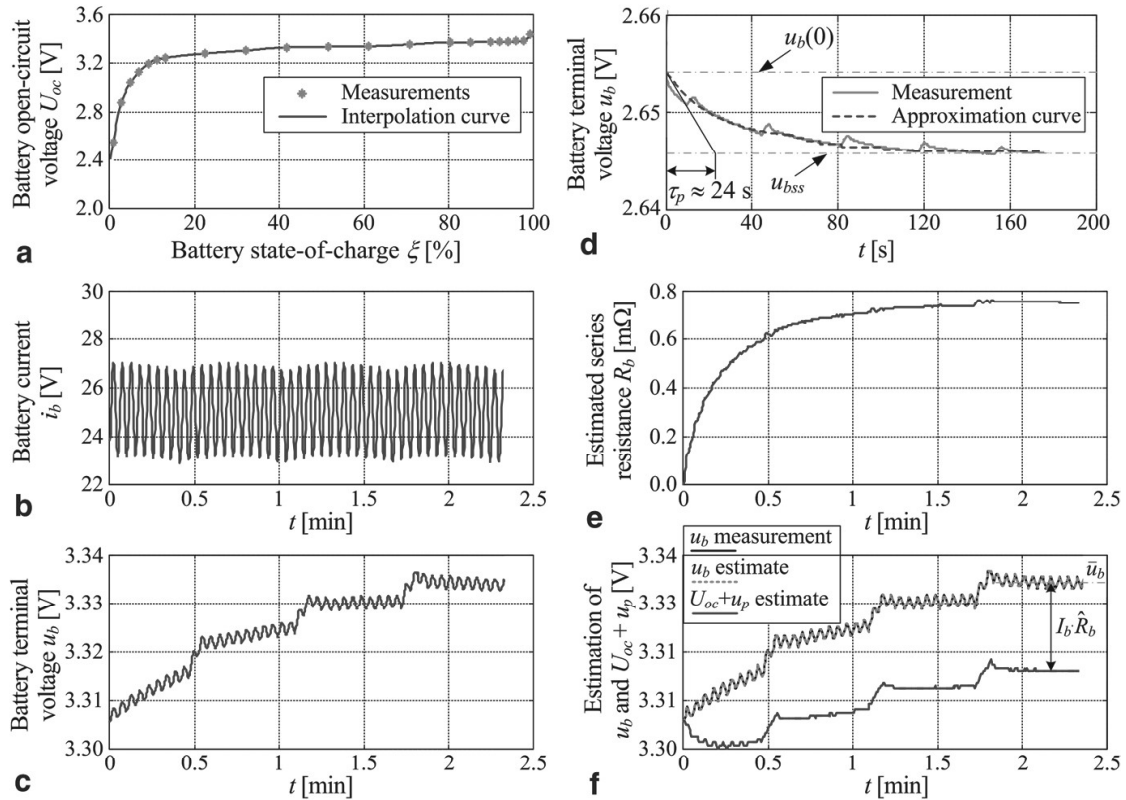 Battery open-circuit
voltage U_oc [V]
3.6
3.2
2.8
2.4
2.0
Measurements
Interpolation curve
0 20 40 60 80 100
Battery state-of-charge ξ [%]
a
Battery terminal
voltage u_b [V]
2.66
2.65
2.64
u_b(0)
Measurement
Approximation curve
τ_p ≈ 24 s
u_bss
0 40 80 120 160 200
t [s]
d
Battery current
i_b [V]
30
28
26
24
22
0 0.5 1 1.5 2 2.5
t [min]
b
Estimated series
resistance R_b [mΩ]
0.8
0.6
0.4
0.2
0.0
0 0.5 1 1.5 2 2.5
t [min]
e
Battery terminal
voltage u_b [V]
3.34
3.33
3.32
3.31
3.30
0 0.5 1 1.5 2 2.5
t [min]
c
Estimation of
u_b and U_oc + u_p [V]
3.34
3.33
3.31
3.31
3.30
u_b measurement
u_b estimate
U_oc+u_p estimate
ū_b
I_b·R̂_b
0 0.5 1 1.5 2 2.5
t [min]
f